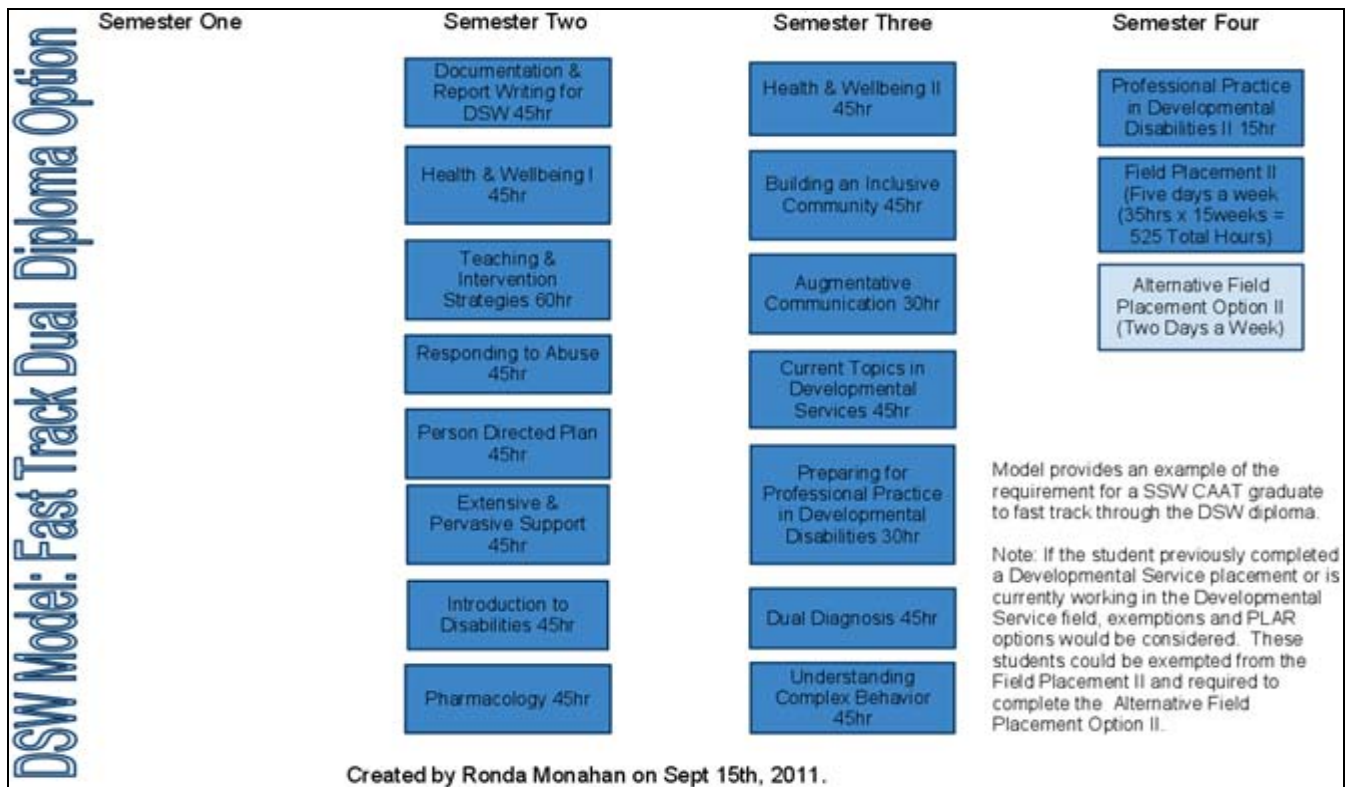 DSW Model: Fast Track Dual Diploma Option
Semester One
Semester Two
Documentation &
Report Writing for
DSW 45hr
Health & Wellbeing I
45hr
Teaching &
Intervention
Strategies 60hr
Responding to Abuse
45hr
Person Directed Plan
45hr
Extensive &
Pervasive Support
45hr
Introduction to
Disabilities 45hr
Pharmacology 45hr
Semester Three
Health & Wellbeing II
45hr
Building an Inclusive
Community 45hr
Augmentative
Communication 30hr
Current Topics in
Developmental
Services 45hr
Preparing for
Professional Practice
in Developmental
Disabilities 30hr
Dual Diagnosis 45hr
Understanding
Complex Behavior
45hr
Semester Four
Professional Practice
in Developmental
Disabilities II 15hr
Field Placement II
(Five days a week
(35hrs x 15weeks =
525 Total Hours)
Alternative Field
Placement Option II
(Two Days a Week)
Model provides an example of the
requirement for a SSW CAAT graduate
to fast track through the DSW diploma.
Note: If the student previously completed
a Developmental Service placement or is
currently working in the Developmental
Service field, exemptions and PLAR
options would be considered. These
students could be exempted from the
Field Placement II and required to
complete the Alternative Field
Placement Option II.
Created by Ronda Monahan on Sept 15th, 2011.